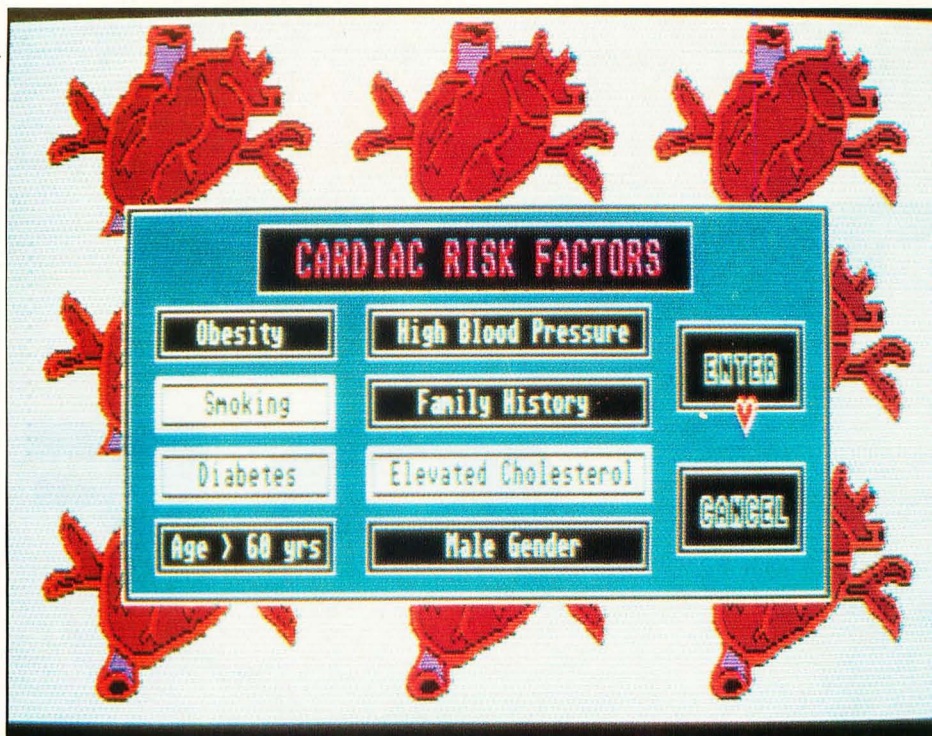 CARDIAC RISK FACTORS
Obesity
High Blood Pressure
ENTER
Smoking
Family History
Diabetes
Elevated Cholesterol
CANCEL
Age > 60 yrs
Male Gender